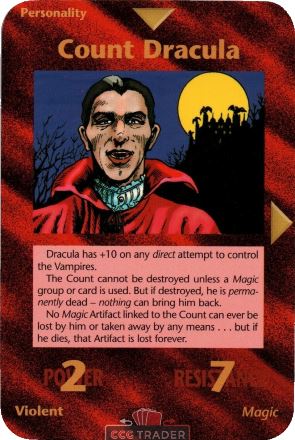 Personality
Count Dracula
Dracula has +10 on any direct attempt to control
the Vampires.
The Count cannot be destroyed unless a Magic
group or card is used. But if destroyed, he is perma-
nently dead – nothing can bring him back.
No Magic Artifact linked to the Count can ever be
lost by him or taken away by any means . . . but if
he dies, that Artifact is lost forever.
POWER 2
RESISTANCE 7
Violent
Magic
CCG TRADER